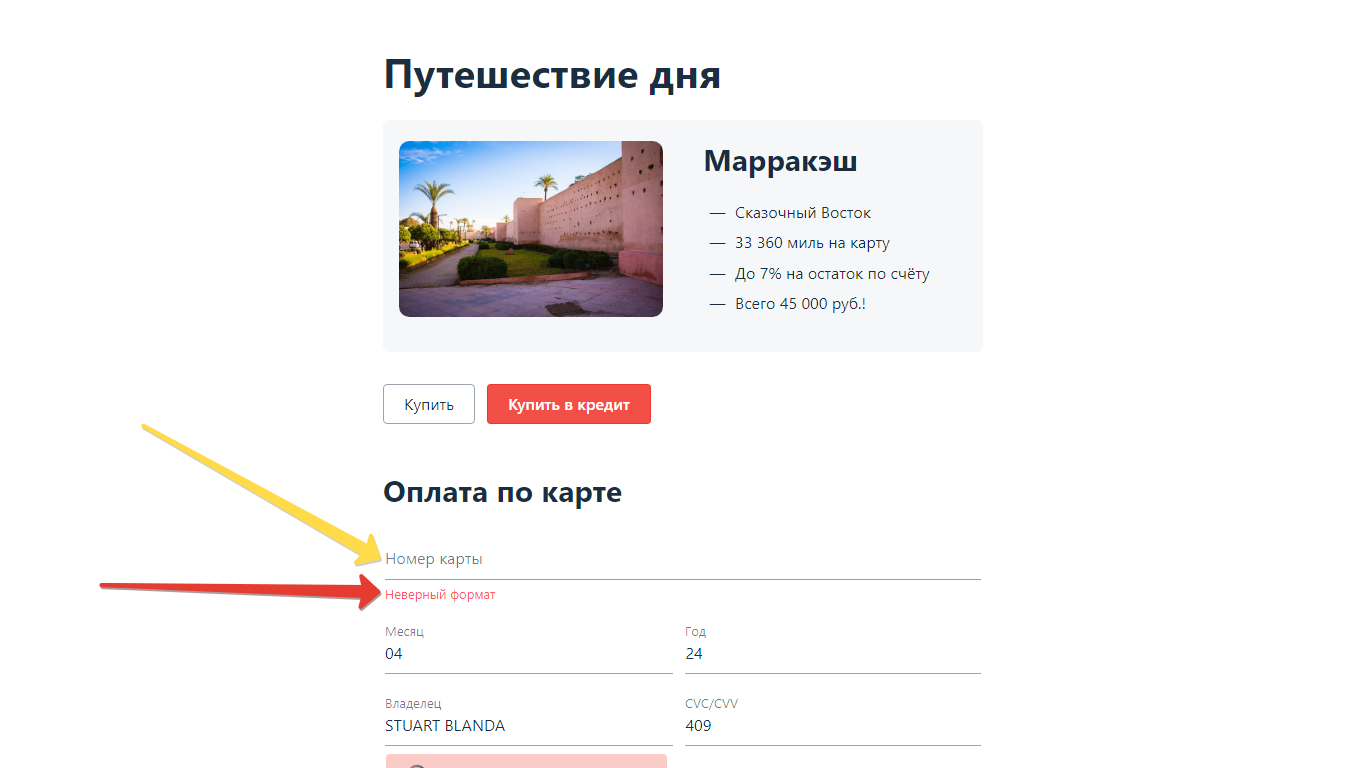 Путешествие дня
Марракэш
— Сказочный Восток
— 33 360 миль на карту
— До 7% на остаток по счёту
— Всего 45 000 руб.!
Купить
Купить в кредит
Оплата по карте
Номер карты
Неверный формат
Месяц
Год
04
24
Владелец
CVC/CVV
STUART BLANDA
409